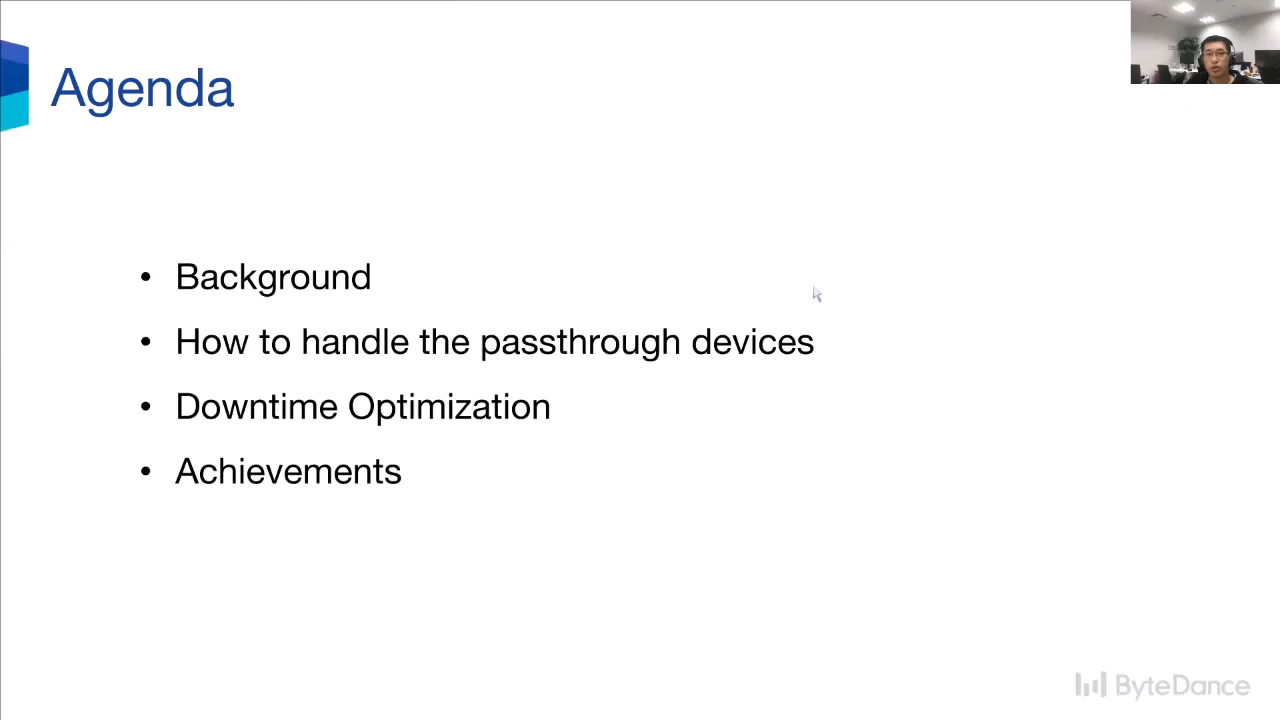 Agenda
• Background
• How to handle the passthrough devices
• Downtime Optimization
• Achievements
ByteDance